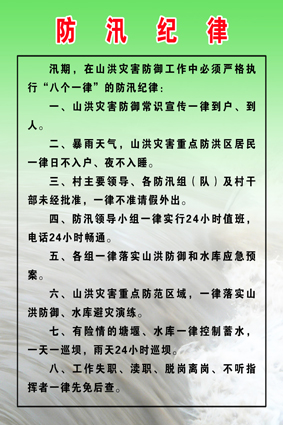 防汛纪律
汛期，在山洪灾害防御工作中必须严格执
行“八个一律”的防汛纪律：
一、山洪灾害防御常识宣传一律到户、到
人。
二、暴雨天气，山洪灾害重点防洪区居民
一律日不入户、夜不入睡。
三、村主要领导、各防汛组（队）及村干
部未经批准，一律不准请假外出。
四、防汛领导小组一律实行24小时值班，
电话24小时畅通。
五、各组一律落实山洪防御和水库应急预
案。
六、山洪灾害重点防范区域，一律落实山
洪防御、水库避灾演练。
七、有险情的塘堰、水库一律控制蓄水，
一天一巡坝，雨天24小时巡坝。
八、工作失职、渎职、脱岗离岗、不听指
挥者一律先免后查。